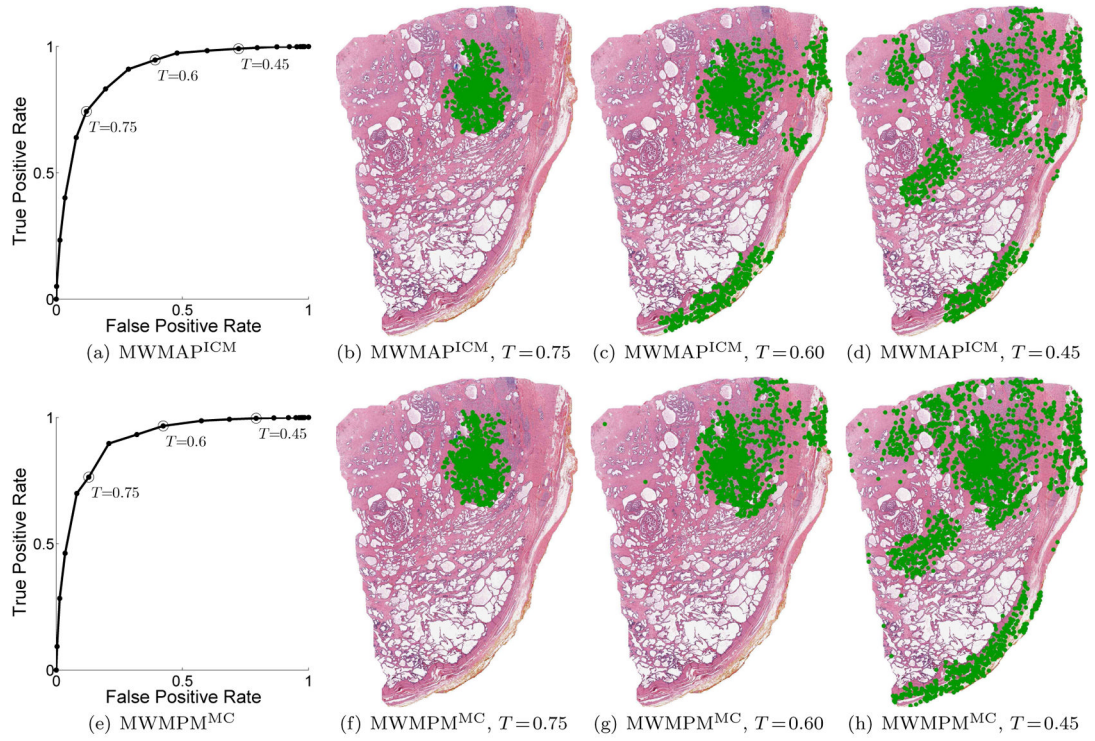 1
T=0.6
T=0.45
T=0.75
0.5
True Positive Rate
0
0
0.5
1
False Positive Rate
(a) MWMAP^ICM
(b) MWMAP^ICM, T=0.75
(c) MWMAP^ICM, T=0.60
(d) MWMAP^ICM, T=0.45
1
T=0.6
T=0.45
T=0.75
0.5
True Positive Rate
0
0
0.5
1
False Positive Rate
(e) MWMPM^MC
(f) MWMPM^MC, T=0.75
(g) MWMPM^MC, T=0.60
(h) MWMPM^MC, T=0.45